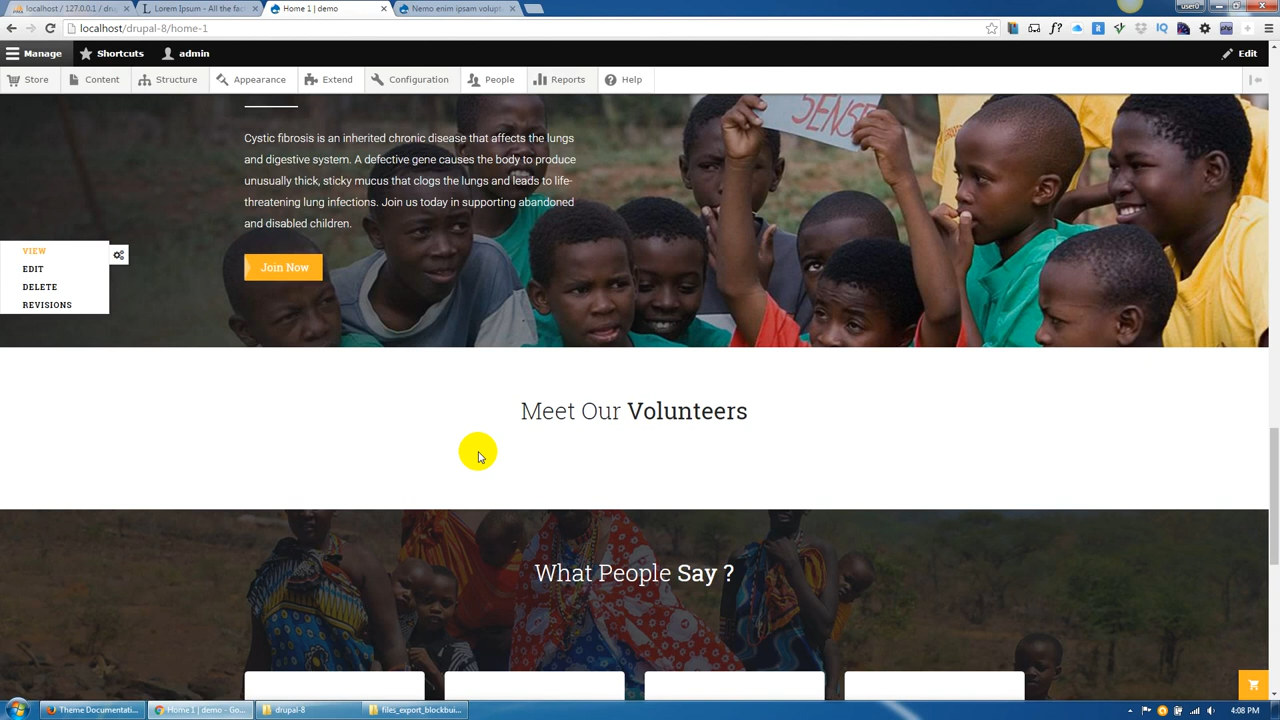 localhost / 127.0.0.1 / dru
Lorem Ipsum - All the fac
Home 1 | demo
Nemo enim ipsam volupt
user0
localhost/drupal-8/home-1
Manage
Shortcuts
admin
Edit
Store
Content
Structure
Appearance
Extend
Configuration
People
Reports
Help
SENSE
Cystic fibrosis is an inherited chronic disease that affects the lungs
and digestive system. A defective gene causes the body to produce
unusually thick, sticky mucus that clogs the lungs and leads to life-
threatening lung infections. Join us today in supporting abandoned
and disabled children.
Join Now
VIEW
EDIT
DELETE
REVISIONS
Meet Our Volunteers
What People Say ?
Theme Documentati...
Home 1 | demo - Go...
drupal-8
files_export_blockbui...
4:08 PM